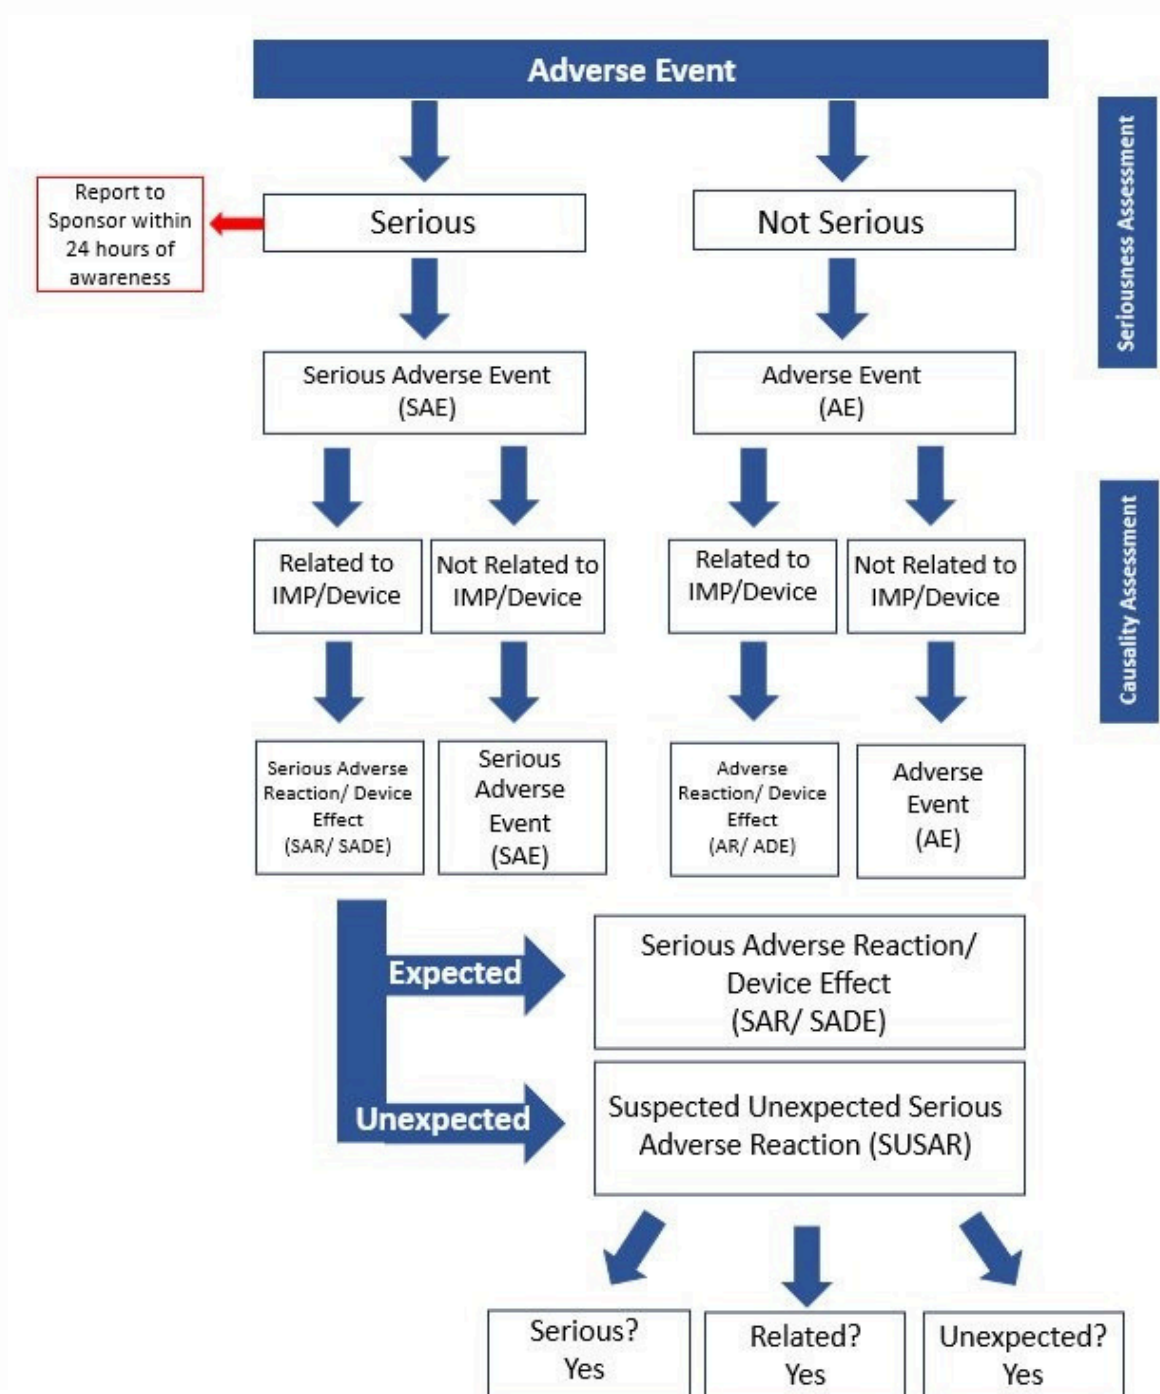 Adverse Event
Seriousness Assessment
Report to
Sponsor within
24 hours of
awareness
Serious
Not Serious
Serious Adverse Event
(SAE)
Adverse Event
(AE)
Causality Assessment
Related to
IMP/Device
Not Related to
IMP/Device
Related to
IMP/Device
Not Related to
IMP/Device
Serious Adverse
Reaction/ Device
Effect
(SAR/ SADE)
Serious
Adverse
Event
(SAE)
Adverse
Reaction/ Device
Effect
(AR/ ADE)
Adverse
Event
(AE)
Expected
Serious Adverse Reaction/
Device Effect
(SAR/ SADE)
Unexpected
Suspected Unexpected Serious
Adverse Reaction (SUSAR)
Serious?
Yes
Related?
Yes
Unexpected?
Yes